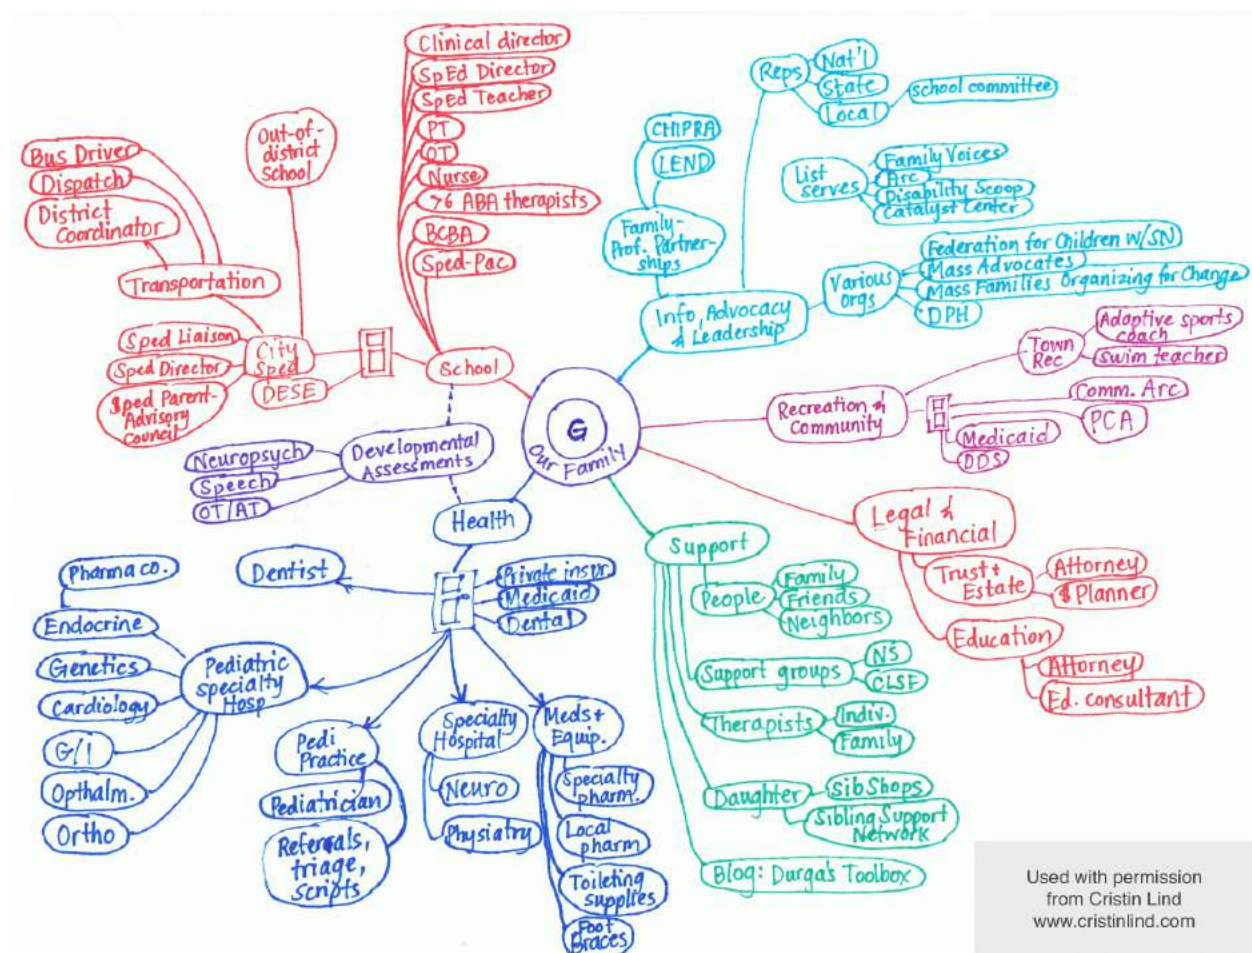 Clinical director
SpEd Director
SpEd Teacher
PT
OT
Nurse
>6 ABA therapists
BCBA
Sped-Pac
School
Out-of-
district
School
Bus Driver
Dispatch
District
Coordinator
Transportation
Sped Liaison
Sped Director
$ped Parent-
Advisory
Council
City
Sped
DESE
Reps
Nat'l
State
Local
school committee
CHIPRA
LEND
Family-
Prof. Partner-
ships
List
serves
Family Voices
Arc
Disability Scoop
Catalyst Center
Info, Advocacy
& Leadership
Various
Orgs
Federation for Children w/SN
Mass Advocates
Mass Families Organizing for Change
DPH
Town
Rec
Adoptive sports
coach
Swim teacher
Recreation &
Community
Comm. Arc
PCA
Medicaid
DDS
G
Our Family
Developmental
Assessments
Neuropsych
Speech
OT/AT
Health
Dentist
Private insur.
Medicaid
Dental
Pharma co.
Endocrine
Genetics
Cardiology
G/I
Opthalm.
Ortho
Pediatric
specialty
Hosp
Pedi
Practice
Pediatrician
Referrals,
triage,
scripts
Specialty
Hospital
Neuro
Physiatry
Meds+
Equip.
Specialty
pharm.
Local
pharm
Toileting
supplies
Foot
Braces
Support
People
Family
Friends
Neighbors
Support groups
NS
CLSF
Therapists
Indiv.
Family
Daughter
SibShops
Sibling Support
Network
Blog: Durga's Toolbox
Legal &
Financial
Trust +
Estate
Attorney
$ Planner
Education
Attorney
Ed. consultant
Used with permission
from Cristin Lind
www.cristinlind.com